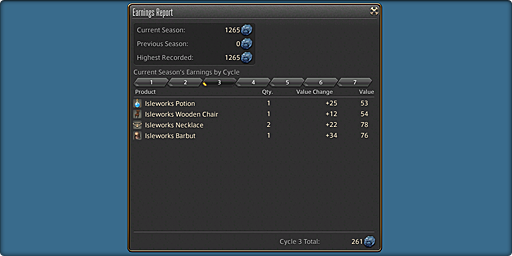 Earnings Report
Current Season: 1265
Previous Season: 0
Highest Recorded: 1265
Current Season's Earnings by Cycle
1 2 3 4 5 6 7
Product Qty. Value Change Value
Isleworks Potion 1 +25 53
Isleworks Wooden Chair 1 +12 54
Isleworks Necklace 2 +22 78
Isleworks Barbut 1 +34 76
Cycle 3 Total: 261